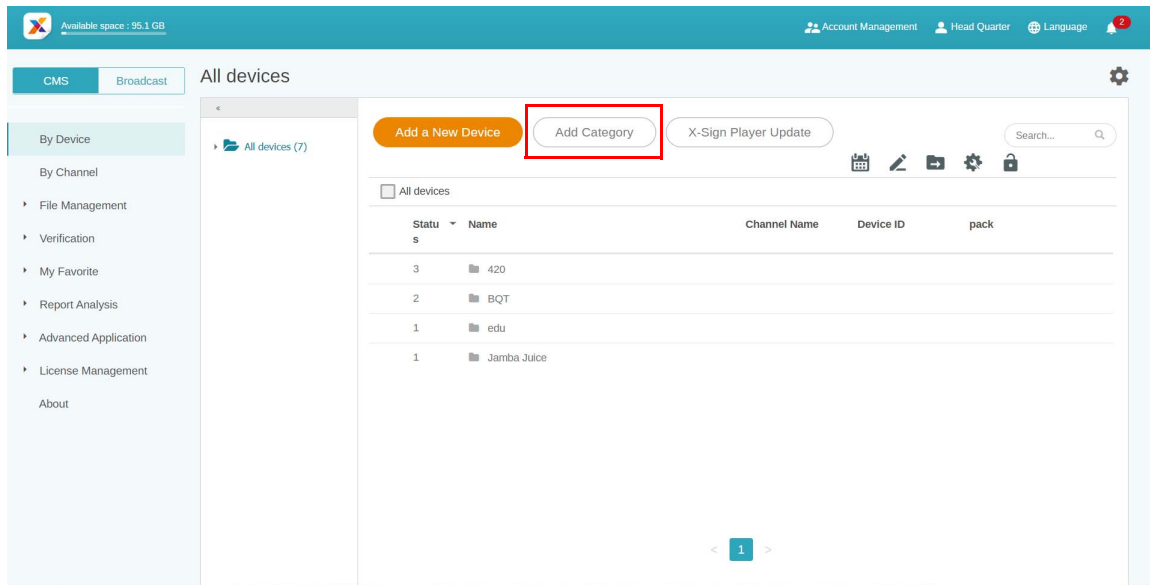 Available space : 95.1 GB
Account Management
Head Quarter
Language
2
CMS
Broadcast
All devices
«
By Device
By Channel
File Management
Verification
My Favorite
Report Analysis
Advanced Application
License Management
About
All devices (7)
Add a New Device
Add Category
X-Sign Player Update
Search...
All devices
Statu
s
Name
Channel Name
Device ID
pack
3 420
2 BQT
1 edu
1 Jamba Juice
< 1 >